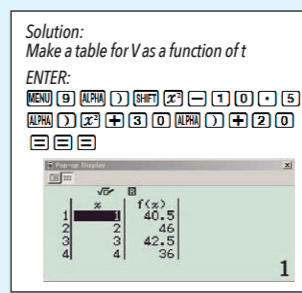 Solution:
Make a table for V as a function of t
ENTER:
MENU 9 ALPHA ) SHIFT x² − 1 0 • 5
ALPHA ) x² + 3 0 ALPHA ) + 2 0
= = =
Pop-up Display
√ R
x f(x)
1 1 40.5
2 2 46
3 3 42.5
4 4 36
1